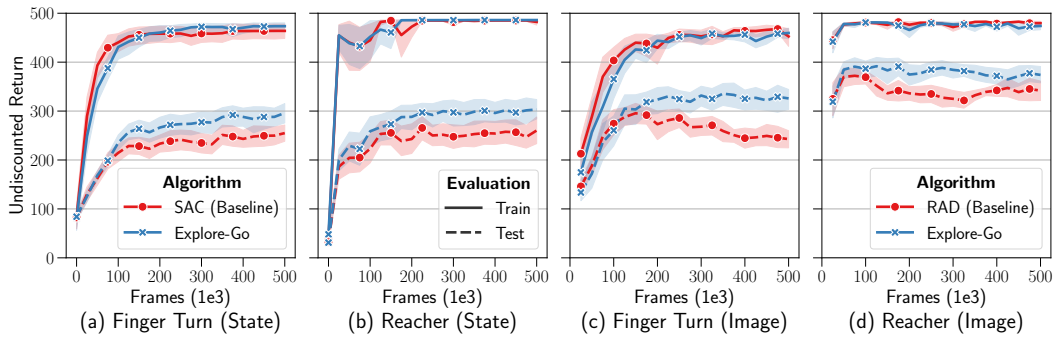 Undiscounted Return
500
400
300
200
100
0
Algorithm
SAC (Baseline)
Explore-Go
0 100 200 300 400 500
Frames (1e3)
(a) Finger Turn (State)
Evaluation
Train
Test
0 100 200 300 400 500
Frames (1e3)
(b) Reacher (State)
0 100 200 300 400 500
Frames (1e3)
(c) Finger Turn (Image)
Algorithm
RAD (Baseline)
Explore-Go
0 100 200 300 400 500
Frames (1e3)
(d) Reacher (Image)